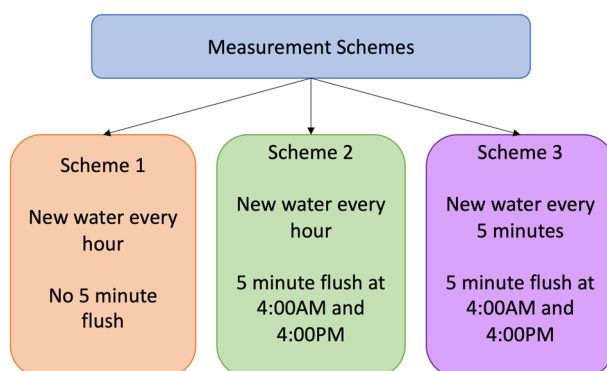 Measurement Schemes
Scheme 1
New water every
hour
No 5 minute
flush
Scheme 2
New water every
hour
5 minute flush at
4:00AM and
4:00PM
Scheme 3
New water every
5 minutes
5 minute flush at
4:00AM and
4:00PM